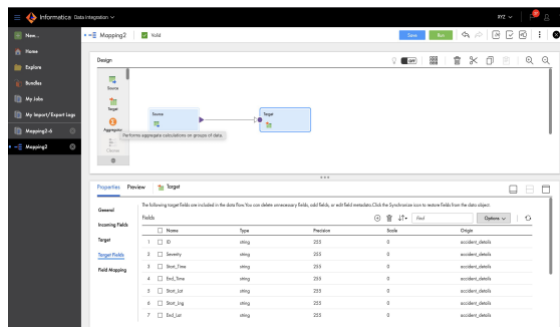 Informatica Data Integration
XYZ
New...
Mapping2
Valid
Save
Run
Home
Explore
Bundles
My Jobs
My Import/Export Logs
Mapping2-6
Mapping2
Design
Source
Target
Aggregator
Source
Target
Performs aggregate calculations on groups of data.
Properties
Preview
Target
General
Incoming Fields
Target
Target Fields
Field Mapping
The following target fields are included in the data flow. You can delete unnecessary fields, add fields, or edit field metadata. Click the Synchronize icon to restore fields from the data object.
Fields
Find
Options
Name Type Precision Scale Origin
1 ID string 255 0 accident_details
2 Severity string 255 0 accident_details
3 Start_Time string 255 0 accident_details
4 End_Time string 255 0 accident_details
5 Start_Lat string 255 0 accident_details
6 Start_Lng string 255 0 accident_details
7 End_Lat string 255 0 accident_details